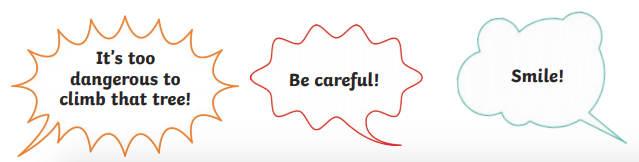 It's too
dangerous to
climb that tree!
Be careful!
Smile!